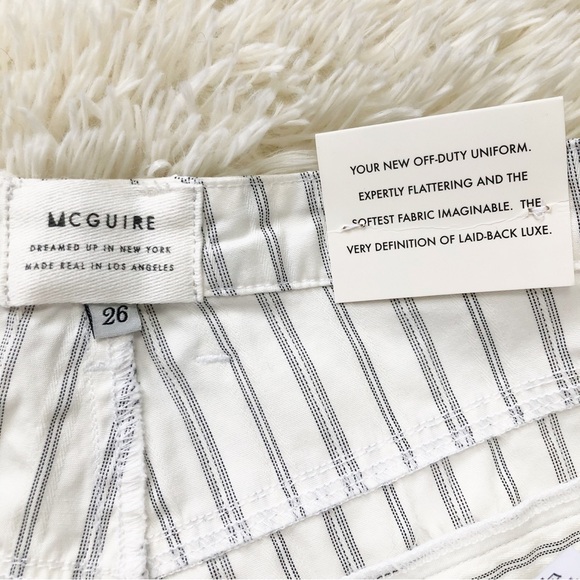 MCGUIRE
DREAMED UP IN NEW YORK
MADE REAL IN LOS ANGELES
26
YOUR NEW OFF-DUTY UNIFORM.
EXPERTLY FLATTERING AND THE
SOFTEST FABRIC IMAGINABLE. THE
VERY DEFINITION OF LAID-BACK LUXE.